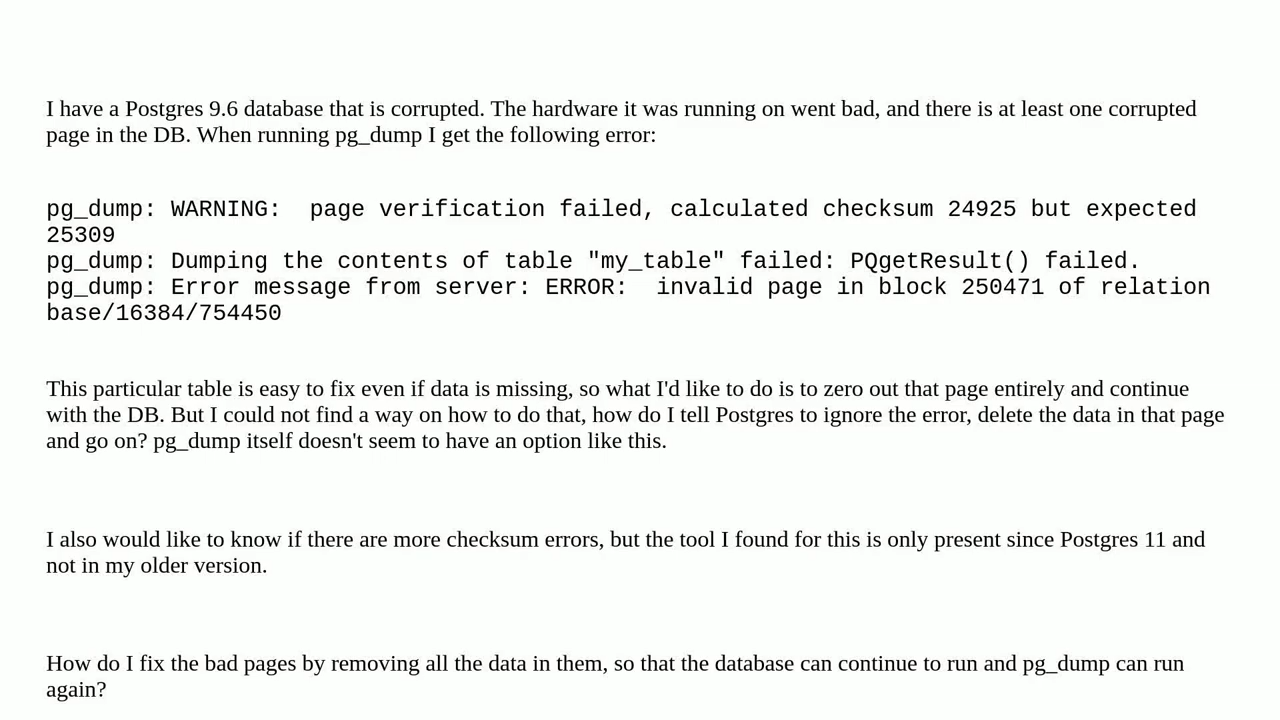 I have a Postgres 9.6 database that is corrupted. The hardware it was running on went bad, and there is at least one corrupted
page in the DB. When running pg_dump I get the following error:
pg_dump: WARNING:  page verification failed, calculated checksum 24925 but expected
25309
pg_dump: Dumping the contents of table "my_table" failed: PQgetResult() failed.
pg_dump: Error message from server: ERROR:  invalid page in block 250471 of relation
base/16384/754450
This particular table is easy to fix even if data is missing, so what I'd like to do is to zero out that page entirely and continue
with the DB. But I could not find a way on how to do that, how do I tell Postgres to ignore the error, delete the data in that page
and go on? pg_dump itself doesn't seem to have an option like this.
I also would like to know if there are more checksum errors, but the tool I found for this is only present since Postgres 11 and
not in my older version.
How do I fix the bad pages by removing all the data in them, so that the database can continue to run and pg_dump can run
again?